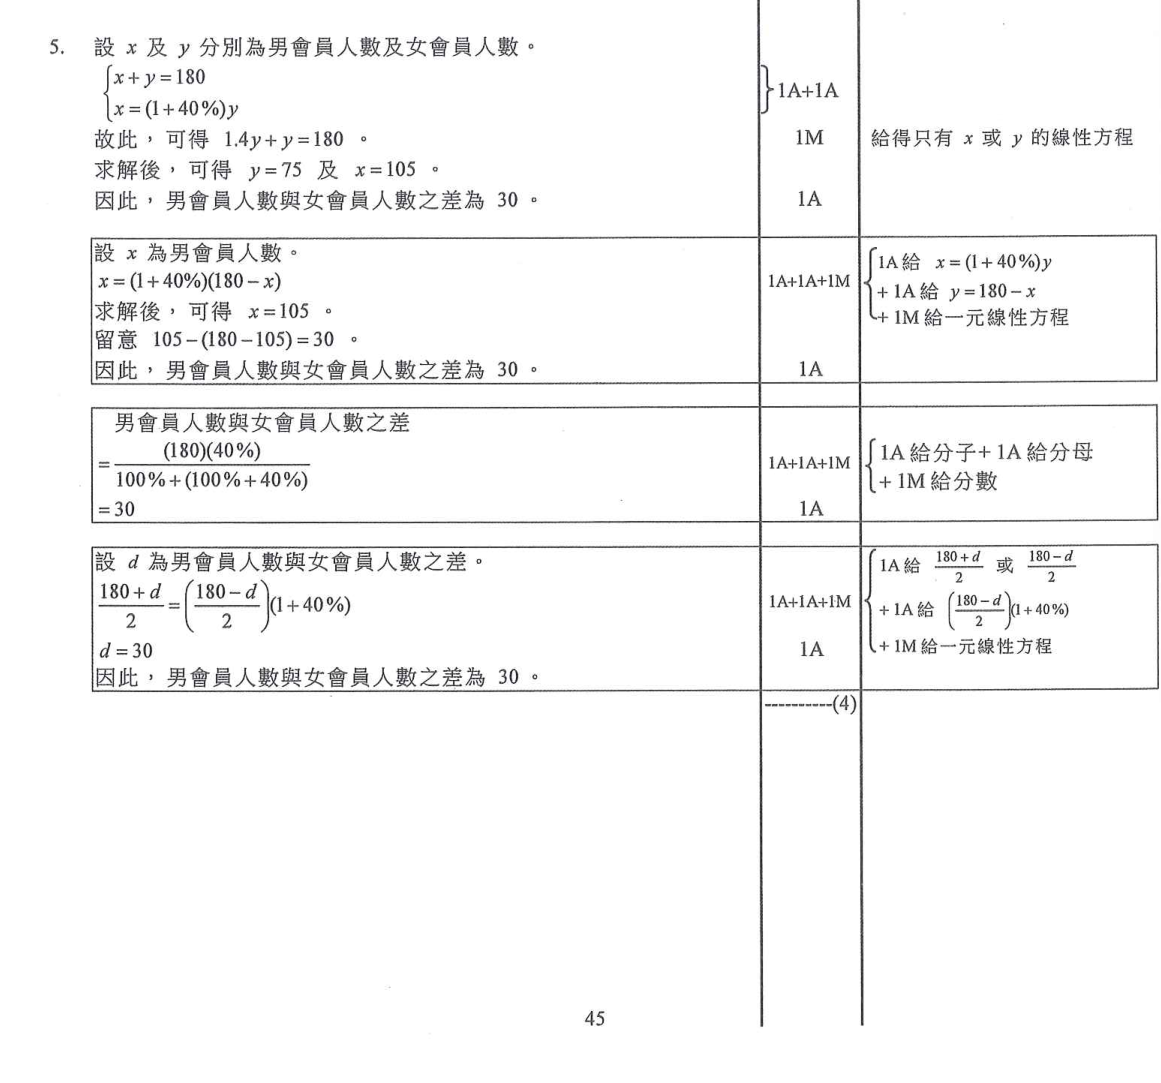 5. 設 x 及 y 分別為男會員人數及女會員人數。
{x + y = 180
x = (1 + 40%)y } 1A+1A
故此，可得 1.4y + y = 180 。 1M 給得只有 x 或 y 的線性方程
求解後，可得 y = 75 及 x = 105 。
因此，男會員人數與女會員人數之差為 30 。 1A
設 x 為男會員人數。
x = (1 + 40%)(180 − x) 1A+1A+1M {1A 給 x = (1 + 40%)y
+ 1A 給 y = 180 − x
+ 1M 給一元線性方程
求解後，可得 x = 105 。
留意 105 − (180 − 105) = 30 。
因此，男會員人數與女會員人數之差為 30 。 1A
男會員人數與女會員人數之差
= (180)(40%) / (100% + (100% + 40%)) 1A+1A+1M {1A 給分子+ 1A 給分母
+ 1M 給分數
= 30 1A
設 d 為男會員人數與女會員人數之差。
(180 + d)/2 = ((180 − d)/2)(1 + 40%) 1A+1A+1M {1A 給 (180 + d)/2 或 (180 − d)/2
+ 1A 給 ((180 − d)/2)(1 + 40%)
+ 1M 給一元線性方程
d = 30 1A
因此，男會員人數與女會員人數之差為 30 。
----------(4)
45